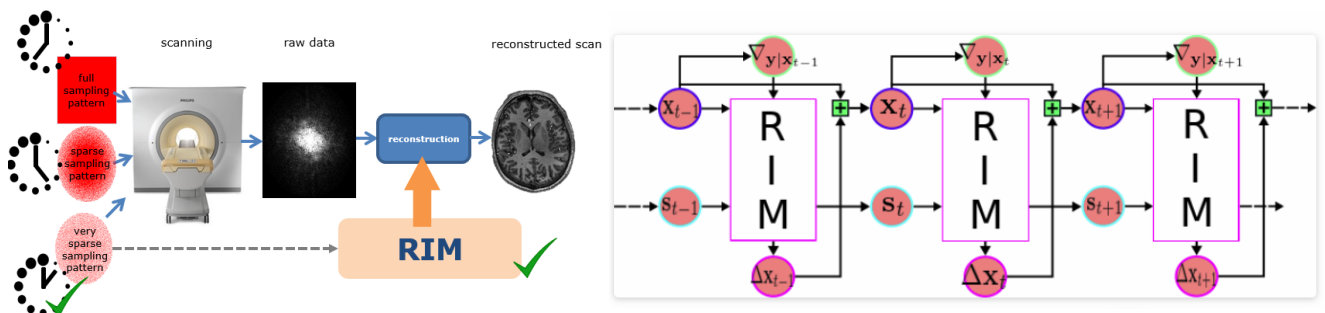 scanning
raw data
reconstructed scan
full
sampling
pattern
PHILIPS
sparse
sampling
pattern
reconstruction
very
sparse
sampling
pattern
RIM
∇y|xt−1
∇y|xt
∇y|xt+1
xt−1
+
xt
+
xt+1
+
R
I
M
R
I
M
R
I
M
st−1
st
st+1
Δxt−1
Δxt
Δxt+1